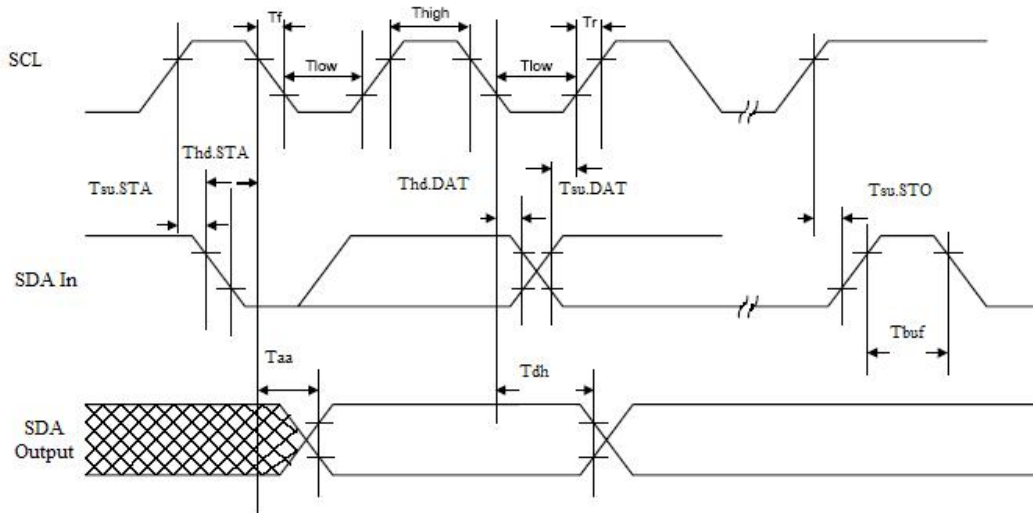 Tf
Thigh
Tr
SCL
Tlow
Tlow
Thd.STA
Tsu.STA
Thd.DAT
Tsu.DAT
Tsu.STO
SDA In
Tbuf
Taa
Tdh
SDA
Output